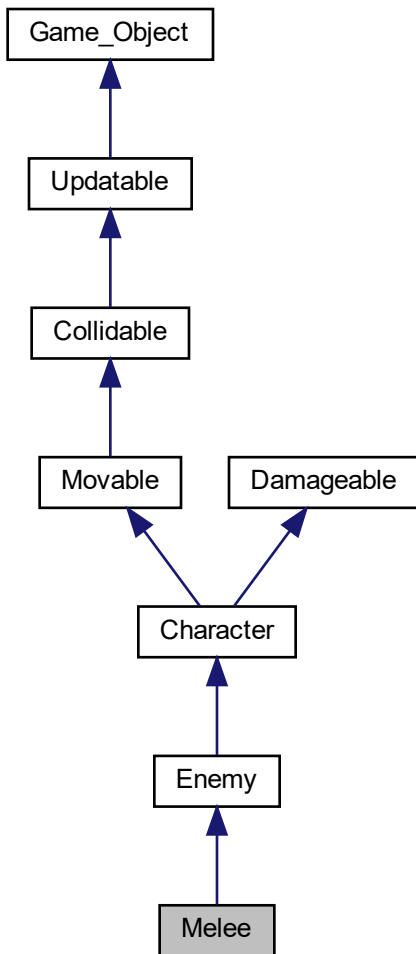 Game_Object
Updatable
Collidable
Movable
Damageable
Character
Enemy
Melee